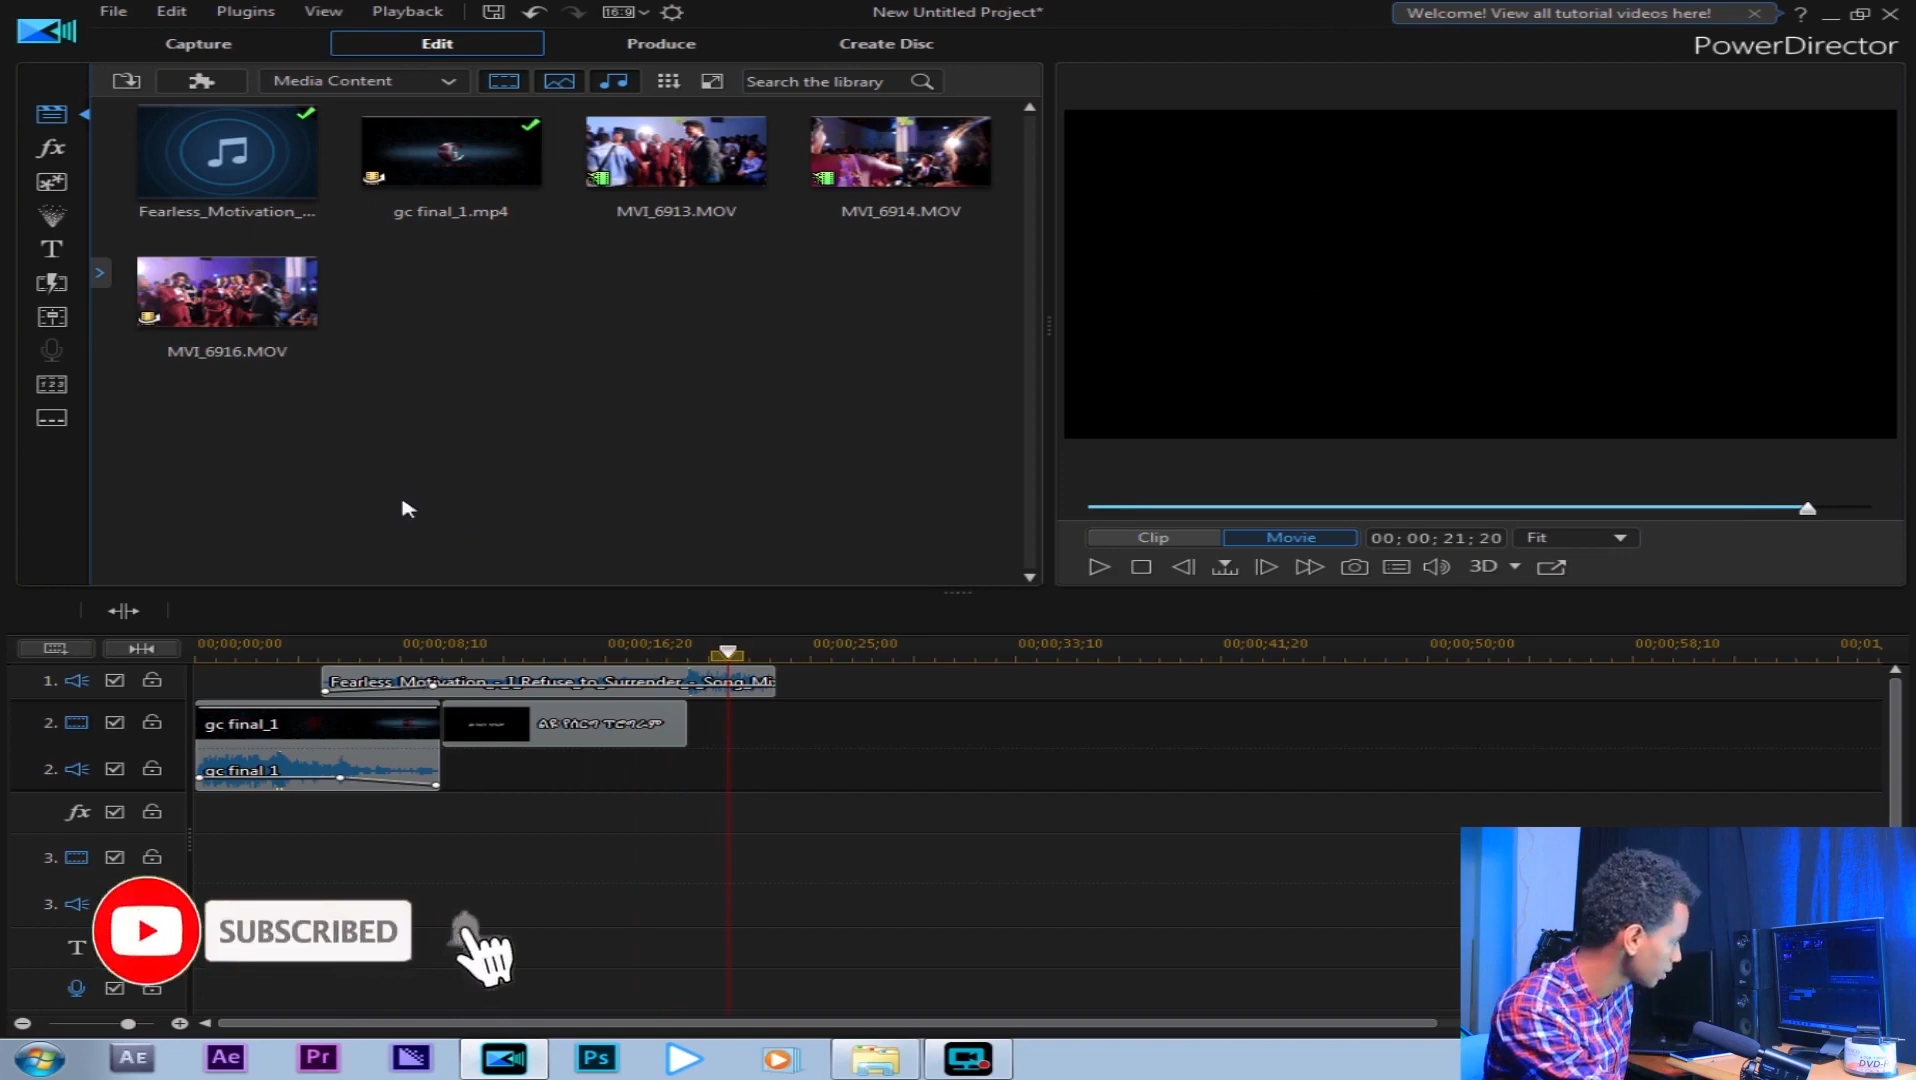 File Edit Plugins View Playback 16:9 New Untitled Project* Welcome! View all tutorial videos here! ?
PowerDirector
Capture Edit Produce Create Disc
Media Content Search the library
Fearless_Motivation_... gc final_1.mp4 MVI_6913.MOV MVI_6914.MOV
MVI_6916.MOV
fx
T
Clip Movie 00; 00; 21; 20 Fit
3D
00;00;00;00 00;00;08;10 00;00;16;20 00;00;25;00 00;00;33;10 00;00;41;20 00;00;50;00 00;00;58;10 00;01,
1. Fearless_Motivation_-_I_Refuse_to_Surrender_-_Song_Mi
2. gc final_1
2. gc final 1
fx
3.
3.
SUBSCRIBED
T
AE Ae Pr Ps